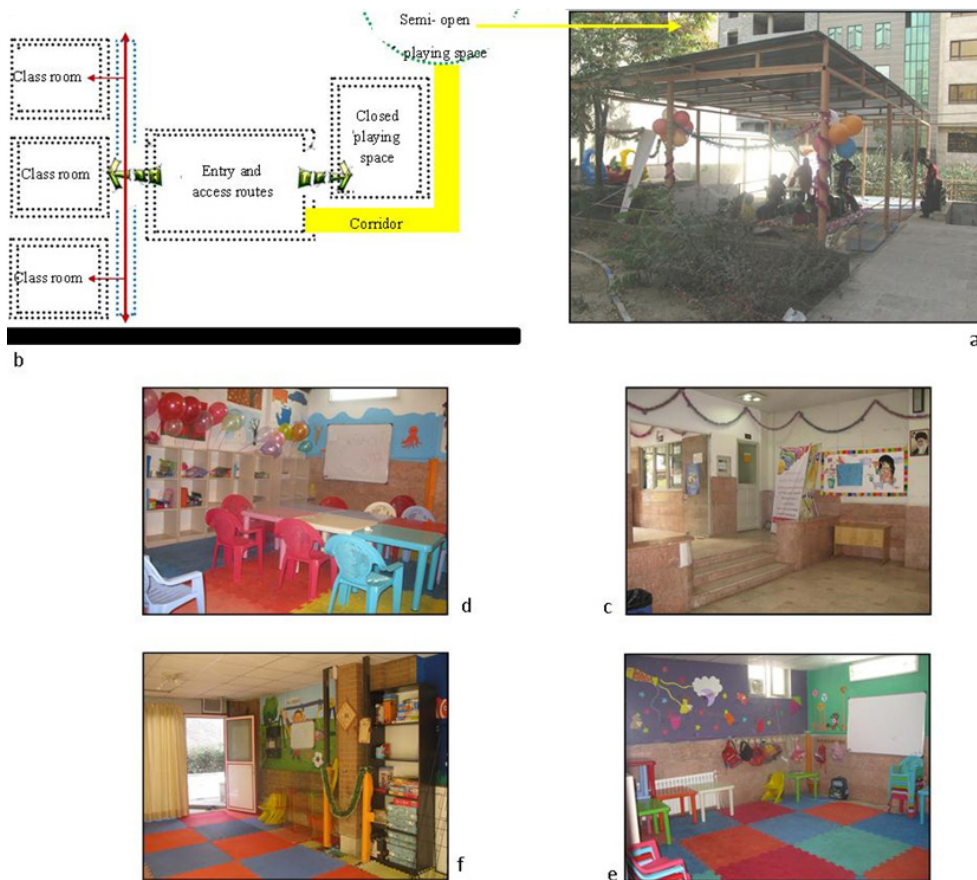 Semi- open
playing space
Class room
Closed
playing
space
Class room
Entry and
access routes
Corridor
Class room
b
a
d
c
f
e